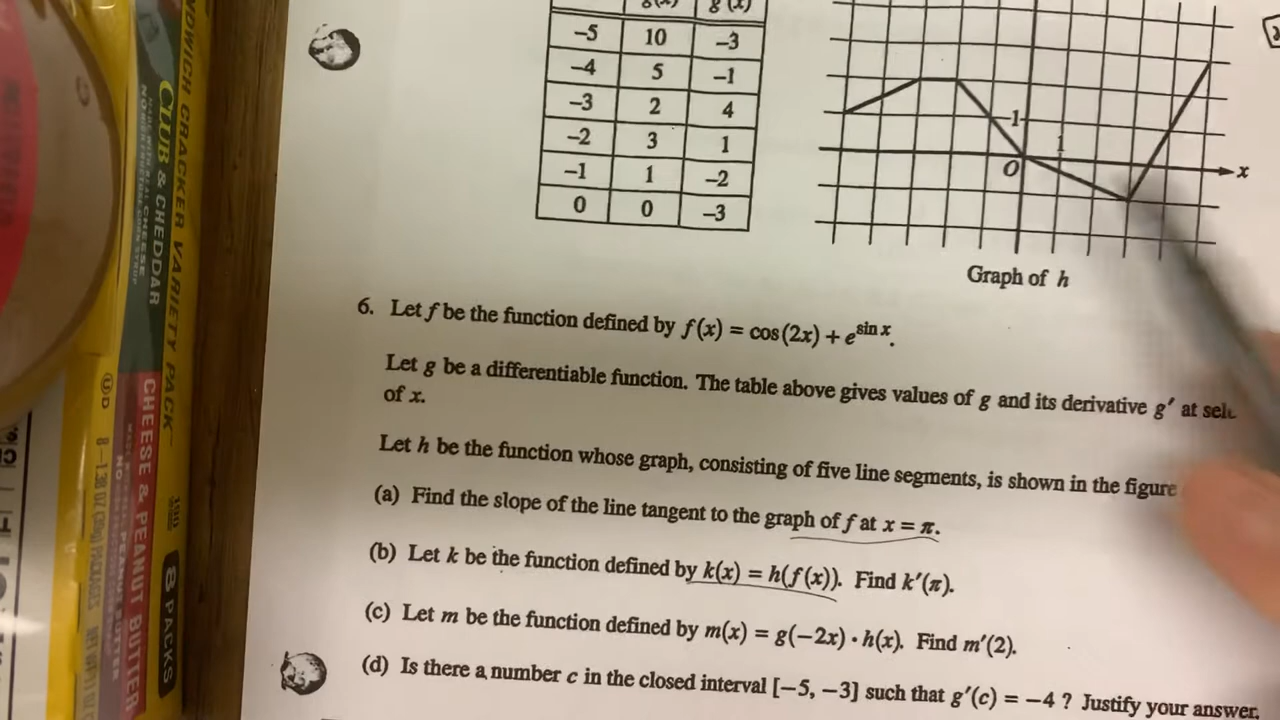 g(x) g′(x)
-5 10 -3
-4 5 -1
-3 2 4
-2 3 1
-1 1 -2
0 0 -3
1
1
O
x
Graph of h
6. Let f be the function defined by f(x) = cos(2x) + e^sin x.
Let g be a differentiable function. The table above gives values of g and its derivative g′ at
of x.
Let h be the function whose graph, consisting of five line segments, is shown in the figure
(a) Find the slope of the line tangent to the graph of f at x = π.
(b) Let k be the function defined by k(x) = h(f(x)). Find k′(π).
(c) Let m be the function defined by m(x) = g(−2x) · h(x). Find m′(2).
(d) Is there a number c in the closed interval [−5, −3] such that g′(c) = −4 ? Justify your answer.
CRACKER VARIETY PACK
CLUB & CHEDDAR
CHEESE & PEANUT BUTTER
8 PACKS